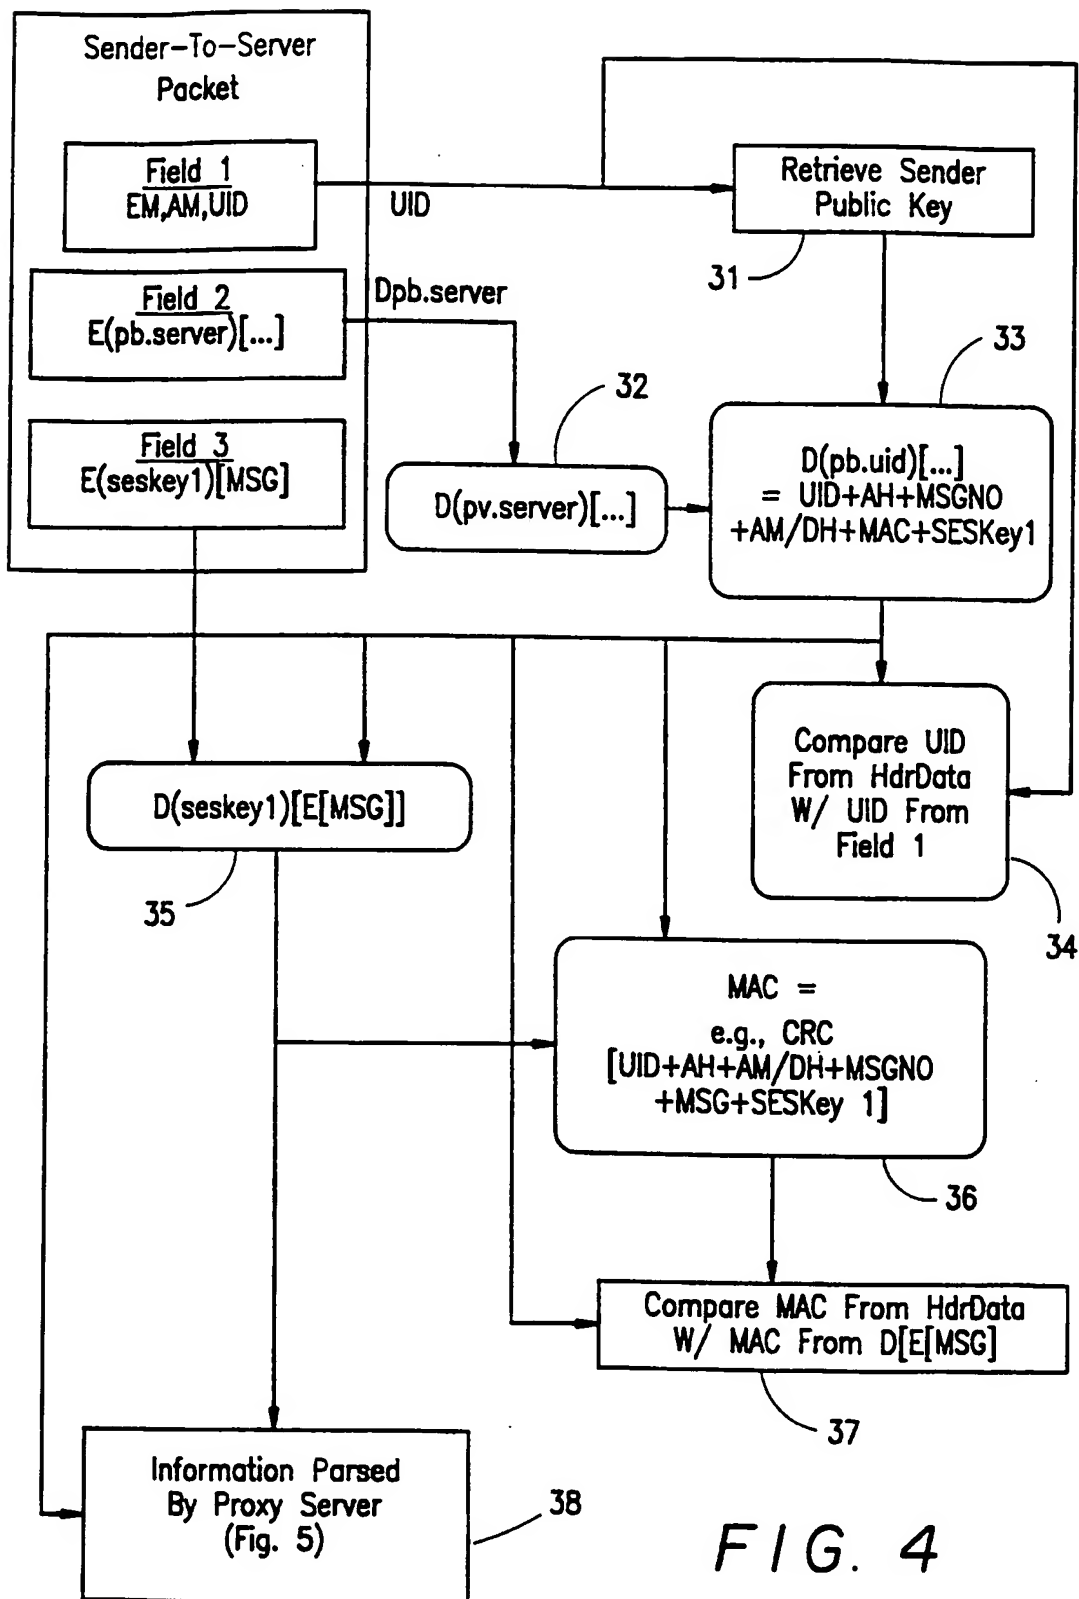 Sender-To-Server
Packet
Field 1
EM,AM,UID
UID
Retrieve Sender
Public Key
31
Field 2
E(pb.server)[...]
Dpb.server
33
32
Field 3
E(seskey1)[MSG]
D(pv.server)[...]
D(pb.uid)[...]
= UID+AH+MSGNO
+AM/DH+MAC+SESKey1
Compare UID
From HdrData
W/ UID From
Field 1
34
D(seskey1)[E[MSG]]
35
MAC =
e.g., CRC
[UID+AH+AM/DH+MSGNO
+MSG+SESKey 1]
36
Compare MAC From HdrData
W/ MAC From D[E[MSG]
37
Information Parsed
By Proxy Server
(Fig. 5)
38
FIG. 4